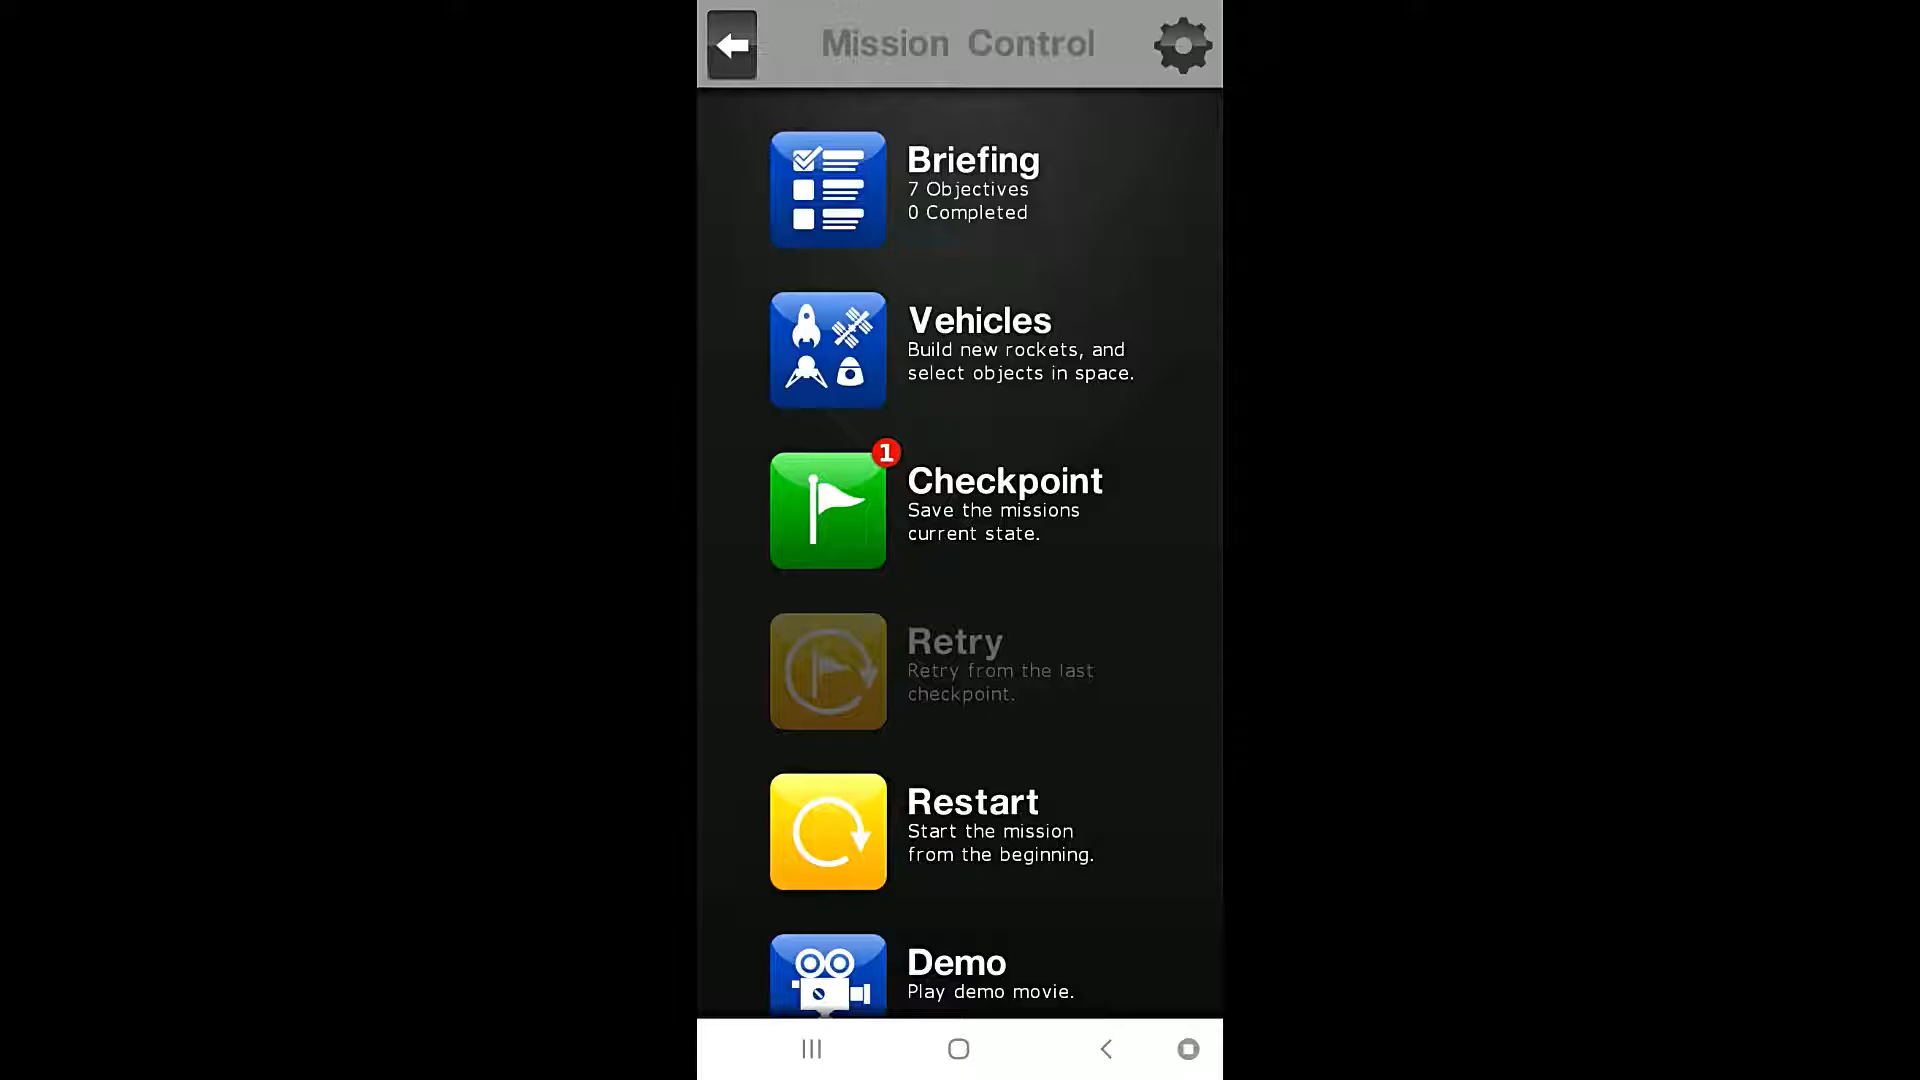 Mission Control
Briefing
7 Objectives
0 Completed
Vehicles
Build new rockets, and
select objects in space.
1
Checkpoint
Save the missions
current state.
Retry
Retry from the last
checkpoint.
Restart
Start the mission
from the beginning.
Demo
Play demo movie.